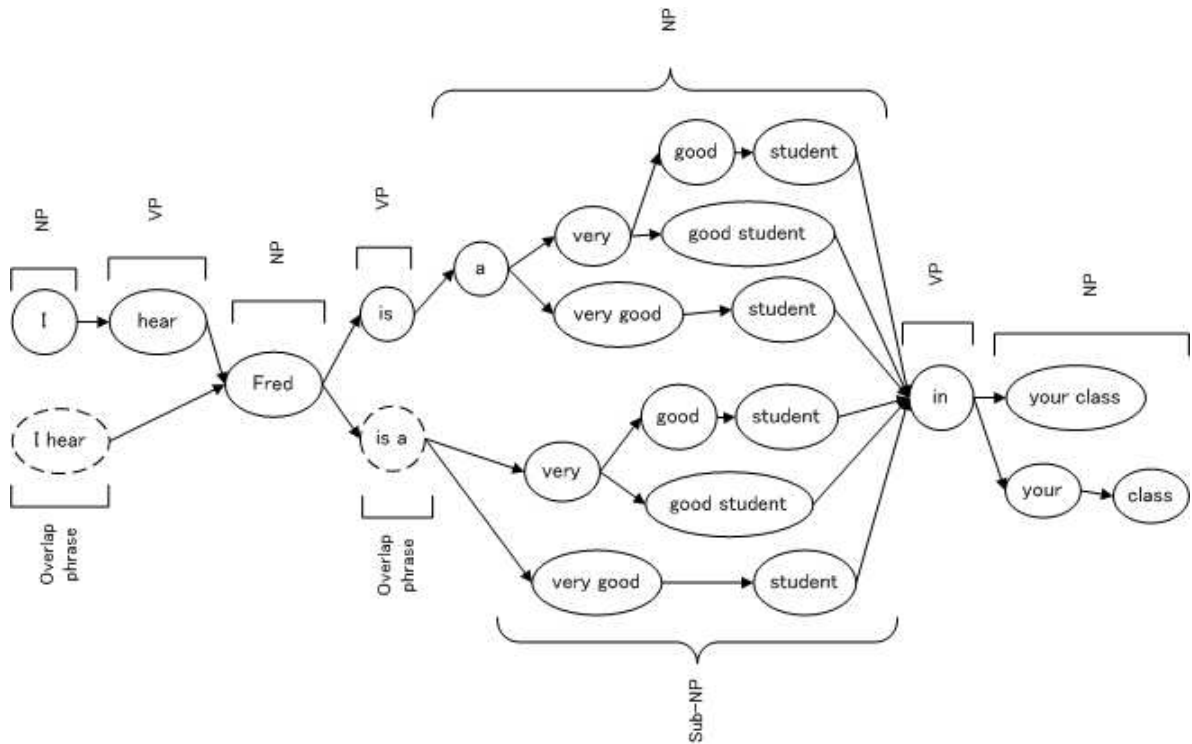 NP
good
student
NP
VP
VP
very
good student
NP
a
VP
NP
I
hear
is
very good
student
Fred
in
your class
I hear
is a
good
student
very
good student
your
class
Overlap
phrase
Overlap
phrase
very good
student
Sub-NP